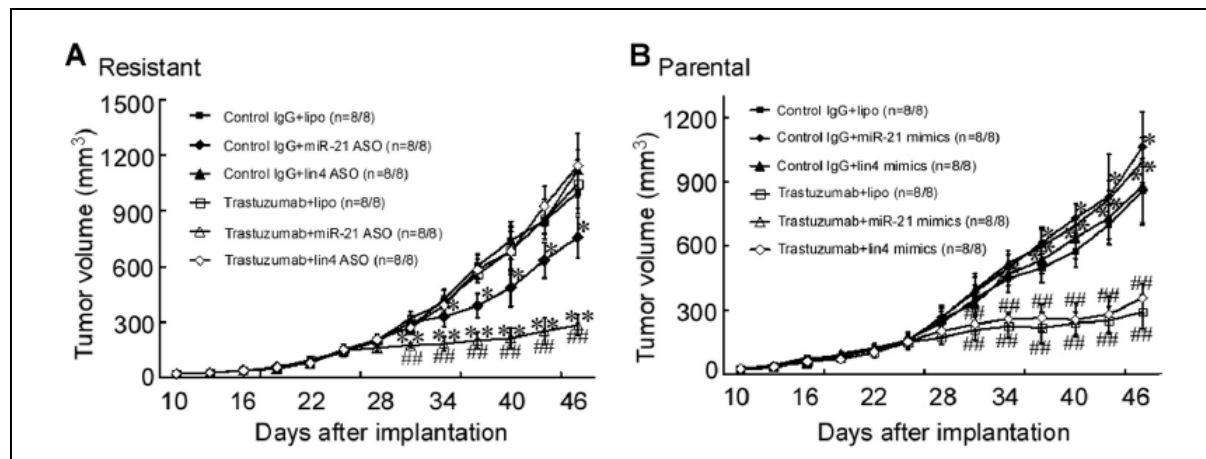 A Resistant
Tumor volume (mm³)
1500
1200
900
600
300
0
Control IgG+lipo (n=8/8)
Control IgG+miR-21 ASO (n=8/8)
Control IgG+lin4 ASO (n=8/8)
Trastuzumab+lipo (n=8/8)
Trastuzumab+miR-21 ASO (n=8/8)
Trastuzumab+lin4 ASO (n=8/8)
* * * * *
** ** ** ** ** **
## ## ## ## ## ##
10 16 22 28 34 40 46
Days after implantation
B Parental
Tumor volume (mm³)
1200
900
600
300
0
Control IgG+lipo (n=8/8)
Control IgG+miR-21 mimics (n=8/8)
Control IgG+lin4 mimics (n=8/8)
Trastuzumab+lipo (n=8/8)
Trastuzumab+miR-21 mimics (n=8/8)
Trastuzumab+lin4 mimics (n=8/8)
## ## ## ## ## ##
## ## ## ## ## ##
10 16 22 28 34 40 46
Days after implantation